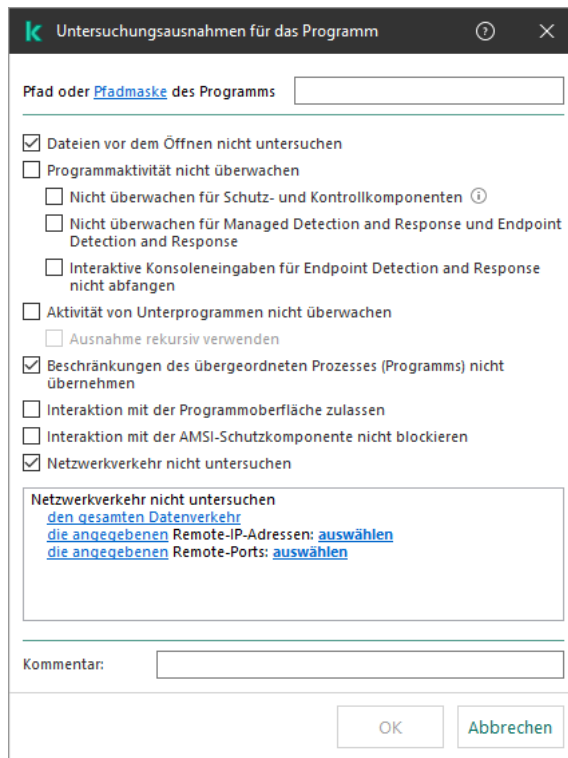 Untersuchungsausnahmen für das Programm
Pfad oder Pfadmaske des Programms
Dateien vor dem Öffnen nicht untersuchen
Programmaktivität nicht überwachen
Nicht überwachen für Schutz- und Kontrollkomponenten
Nicht überwachen für Managed Detection and Response und Endpoint
Detection and Response
Interaktive Konsoleneingaben für Endpoint Detection and Response
nicht abfangen
Aktivität von Unterprogrammen nicht überwachen
Ausnahme rekursiv verwenden
Beschränkungen des übergeordneten Prozesses (Programms) nicht
übernehmen
Interaktion mit der Programmoberfläche zulassen
Interaktion mit der AMSI-Schutzkomponente nicht blockieren
Netzwerkverkehr nicht untersuchen
Netzwerkverkehr nicht untersuchen
den gesamten Datenverkehr
die angegebenen Remote-IP-Adressen: auswählen
die angegebenen Remote-Ports: auswählen
Kommentar:
OK Abbrechen